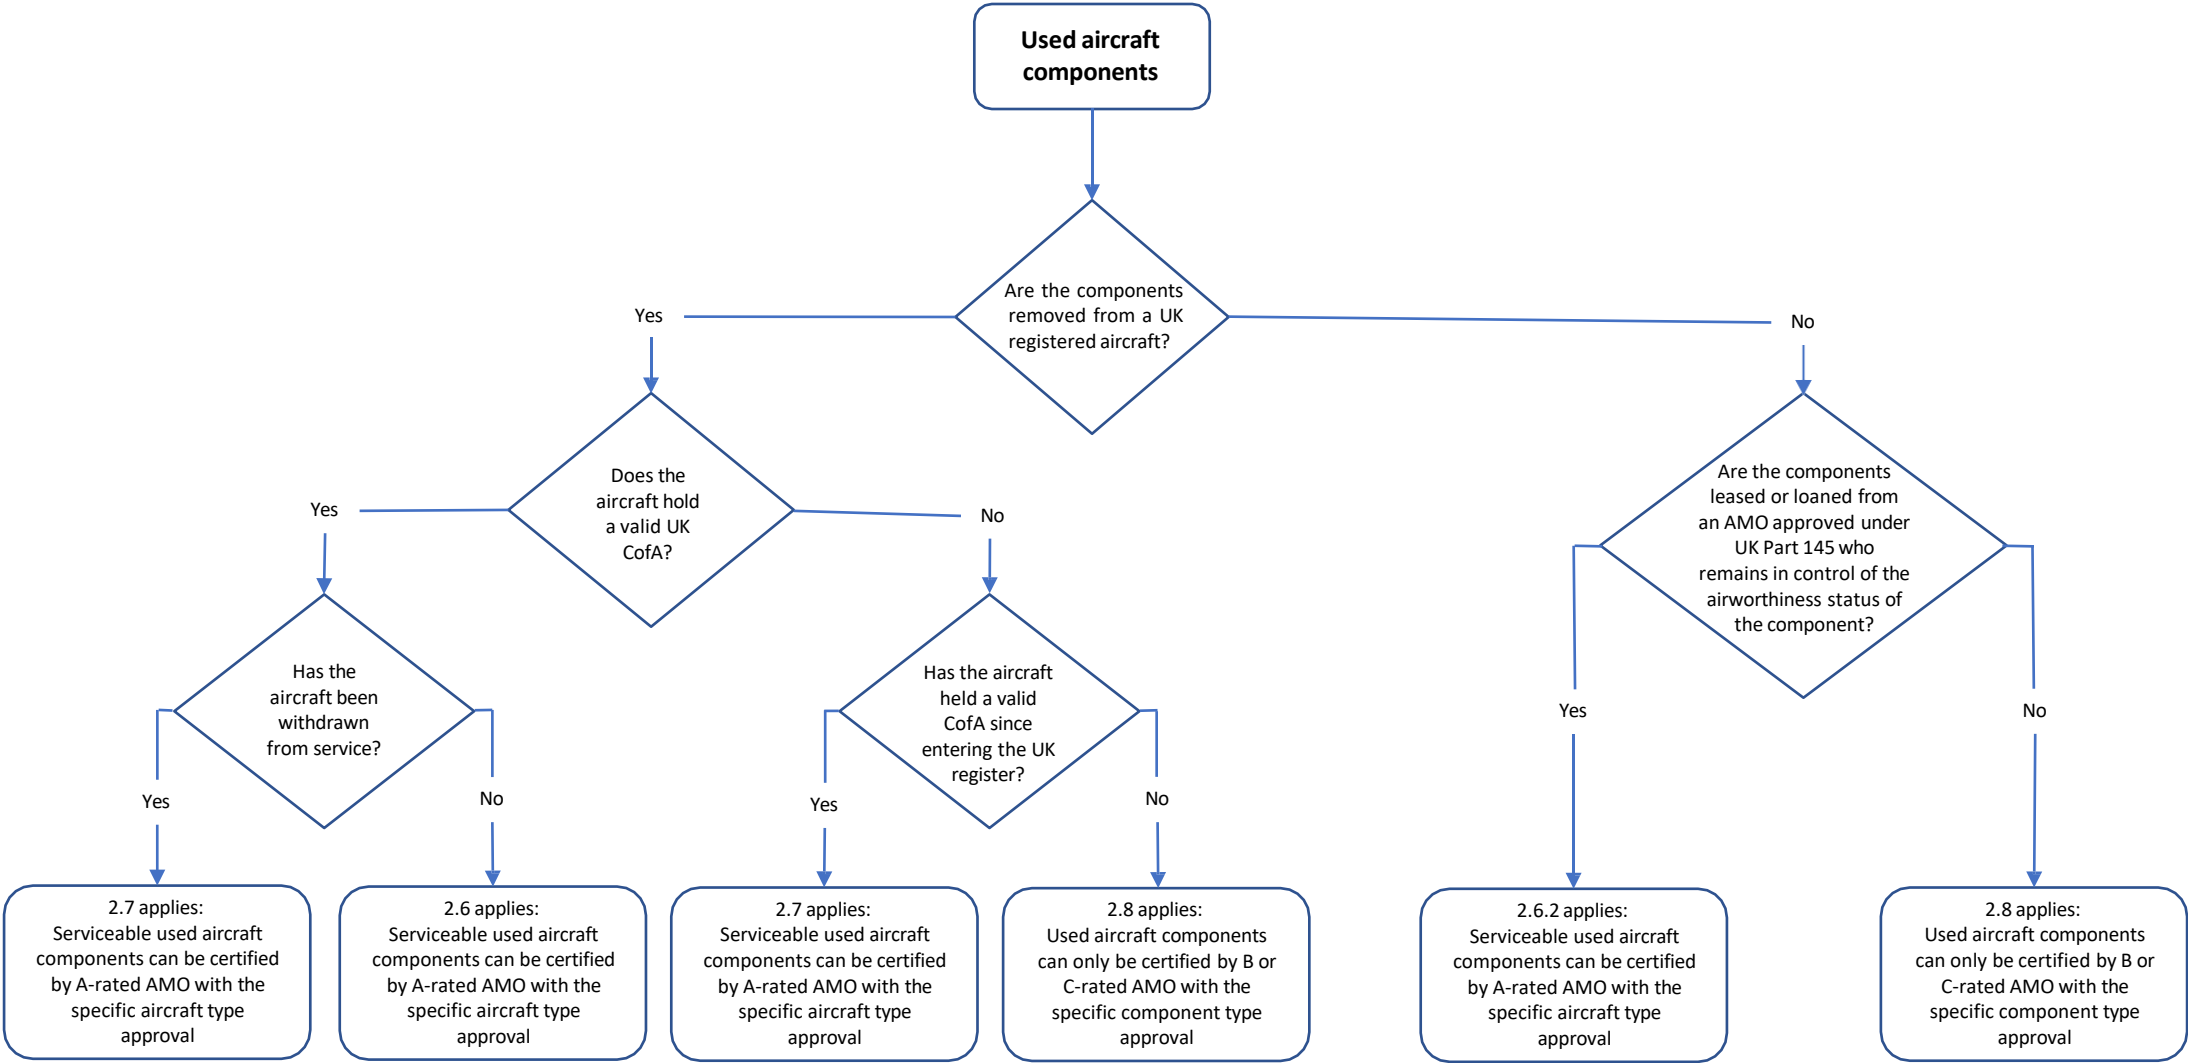 Used aircraft
components
Are the components
removed from a UK
registered aircraft?
Yes
No
Does the
aircraft hold
a valid UK
CofA?
Yes
No
Are the components
leased or loaned from
an AMO approved under
UK Part 145 who
remains in control of the
airworthiness status of
the component?
Has the
aircraft been
withdrawn
from service?
Yes
No
Has the aircraft
held a valid
CofA since
entering the UK
register?
Yes
No
Yes
No
2.7 applies:
Serviceable used aircraft
components can be certified
by A-rated AMO with the
specific aircraft type
approval
2.6 applies:
Serviceable used aircraft
components can be certified
by A-rated AMO with the
specific aircraft type
approval
2.7 applies:
Serviceable used aircraft
components can be certified
by A-rated AMO with the
specific aircraft type
approval
2.8 applies:
Used aircraft components
can only be certified by B or
C-rated AMO with the
specific component type
approval
2.6.2 applies:
Serviceable used aircraft
components can be certified
by A-rated AMO with the
specific aircraft type
approval
2.8 applies:
Used aircraft components
can only be certified by B or
C-rated AMO with the
specific component type
approval